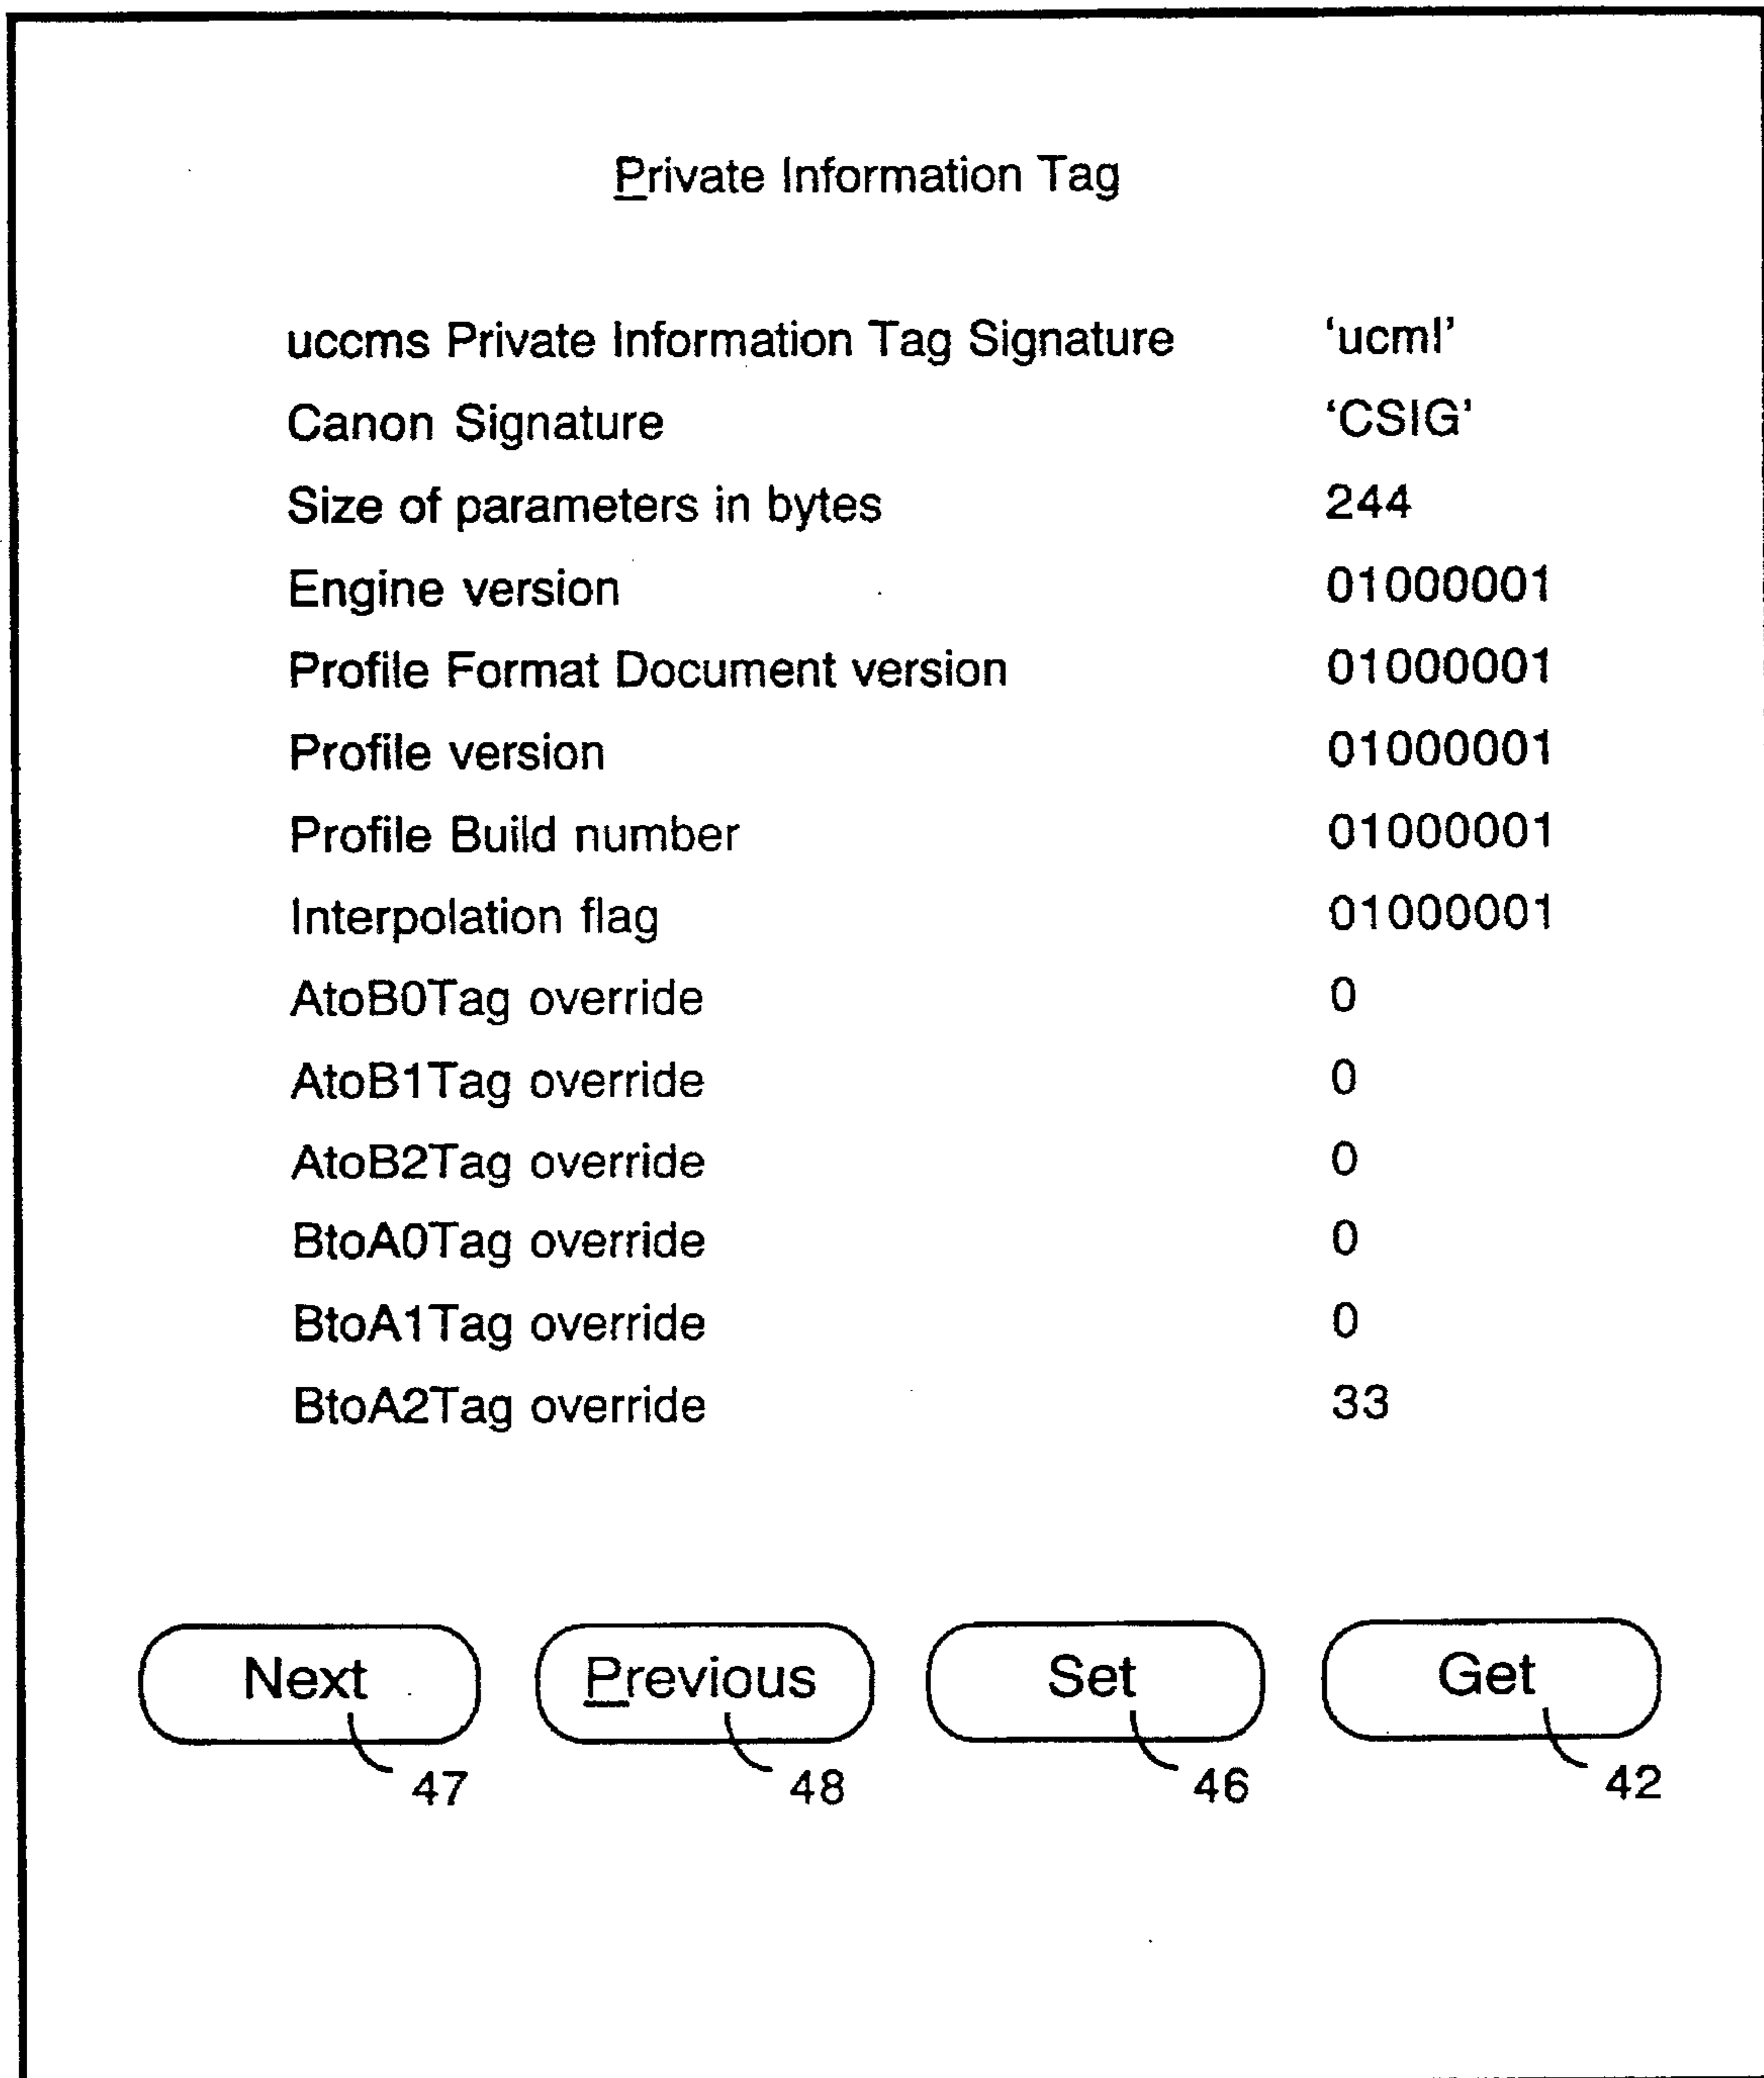 Private Information Tag
uccms Private Information Tag Signature ‘ucmI’
Canon Signature ‘CSIG’
Size of parameters in bytes 244
Engine version 01000001
Profile Format Document version 01000001
Profile version 01000001
Profile Build number 01000001
Interpolation flag 01000001
AtoB0Tag override 0
AtoB1Tag override 0
AtoB2Tag override 0
BtoA0Tag override 0
BtoA1Tag override 0
BtoA2Tag override 33
Next Previous Set Get
47 48 46 42